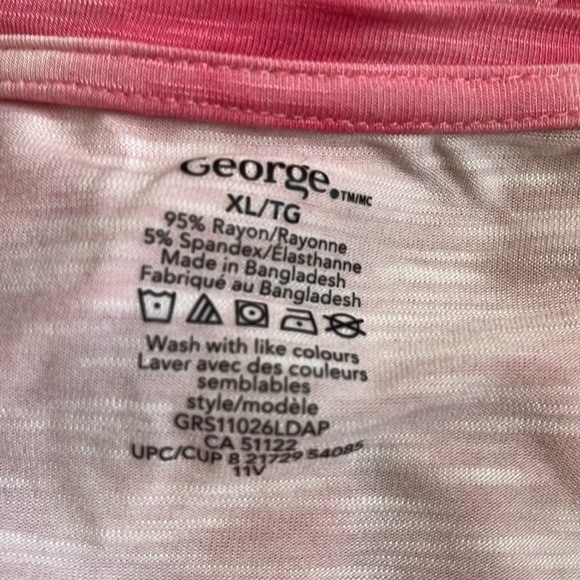 George
TM/MC
XL/TG
95% Rayon/Rayonne
5% Spandex/Élasthanne
Made in Bangladesh
Fabriqué au Bangladesh
Wash with like colours
Laver avec des couleurs
semblables
style/modèle
GRS11026LDAP
CA 51122
UPC/CUP 8 21729 54085
11V